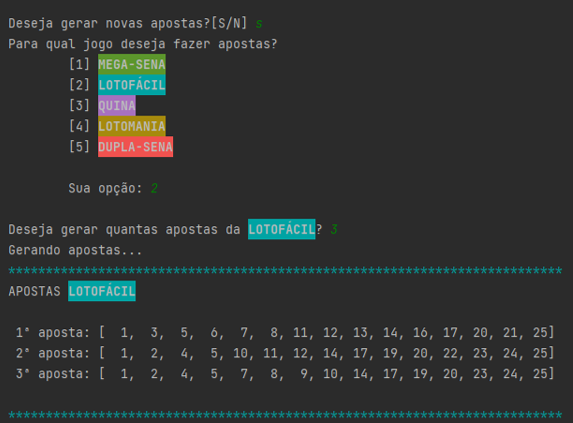 Deseja gerar novas apostas?[S/N] s
Para qual jogo deseja fazer apostas?
[1] MEGA-SENA
[2] LOTOFÁCIL
[3] QUINA
[4] LOTOMANIA
[5] DUPLA-SENA
Sua opção: 2
Deseja gerar quantas apostas da LOTOFÁCIL? 3
Gerando apostas...
***************************************************************************
APOSTAS LOTOFÁCIL
1ª aposta: [  1,  3,  5,  6,  7,  8, 11, 12, 13, 14, 16, 17, 20, 21, 25]
2ª aposta: [  1,  2,  4,  5, 10, 11, 12, 14, 17, 19, 20, 22, 23, 24, 25]
3ª aposta: [  1,  2,  4,  5,  7,  8,  9, 10, 14, 17, 19, 20, 23, 24, 25]
***************************************************************************